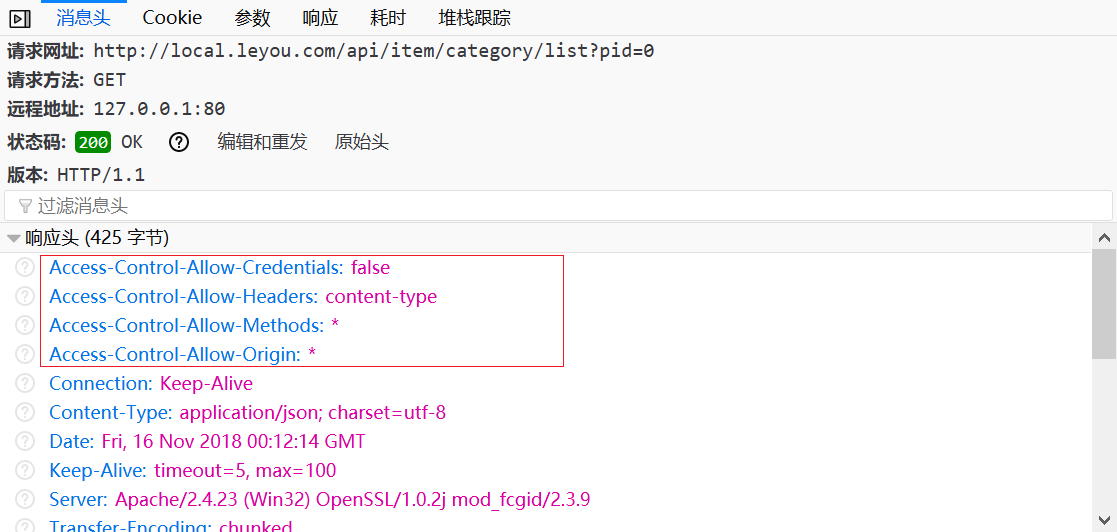 消息头 Cookie 参数 响应 耗时 堆栈跟踪
请求网址: http://local.leyou.com/api/item/category/list?pid=0
请求方法: GET
远程地址: 127.0.0.1:80
状态码: 200 OK ? 编辑和重发 原始头
版本: HTTP/1.1
过滤消息头
响应头 (425 字节)
? Access-Control-Allow-Credentials: false
? Access-Control-Allow-Headers: content-type
? Access-Control-Allow-Methods: *
? Access-Control-Allow-Origin: *
? Connection: Keep-Alive
? Content-Type: application/json; charset=utf-8
? Date: Fri, 16 Nov 2018 00:12:14 GMT
? Keep-Alive: timeout=5, max=100
? Server: Apache/2.4.23 (Win32) OpenSSL/1.0.2j mod_fcgid/2.3.9
? Transfer-Encoding: chunked